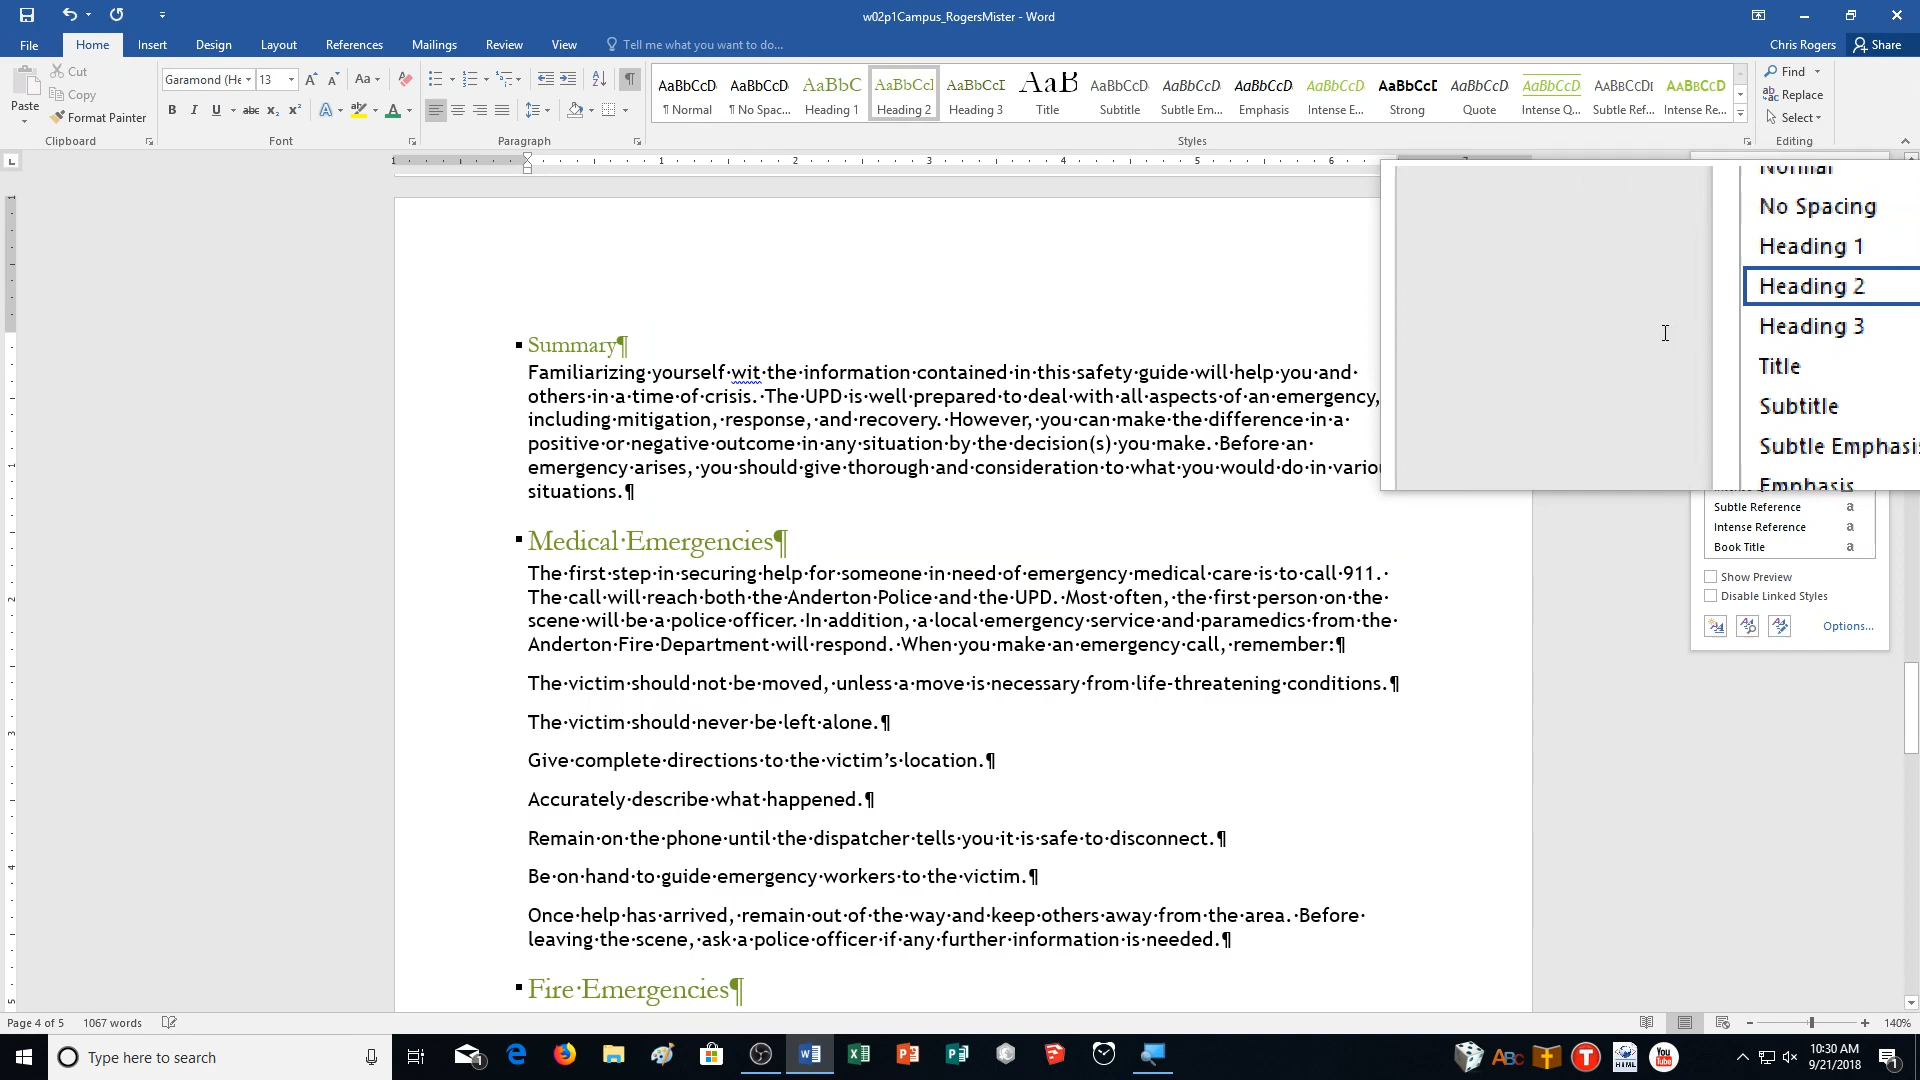 w02p1Campus_RogersMister - Word
File Home Insert Design Layout References Mailings Review View Tell me what you want to do... Chris Rogers Share
Paste Cut Copy Format Painter Clipboard
Garamond (He 13 Aa B I U abc X₂ X² A A Font
Paragraph
AaBbCcD ¶ Normal
AaBbCcD ¶ No Spac...
AaBbC Heading 1
AaBbCcI Heading 2
AaBbCcI Heading 3
AaB Title
AaBbCcD Subtitle
AaBbCcD Subtle Em...
AaBbCcD Emphasis
AaBbCcD Intense E...
AaBbCcI Strong
AaBbCcD Quote
AaBbCcD Intense Q...
AaBbCcDI Subtle Ref...
AaBbCcD Intense Re...
Styles
Find Replace Select Editing
1 1 2 3 4 5 6
Normal
No Spacing
Heading 1
Heading 2
Heading 3
Title
Subtitle
Subtle Emphasis
Emphasis
Subtle Reference a
Intense Reference a
Book Title a
Show Preview
Disable Linked Styles
Options...
Summary¶
Familiarizing·yourself·wit·the·information·contained·in·this·safety·guide·will·help·you·and·
others·in·a·time·of·crisis.·The·UPD·is·well·prepared·to·deal·with·all·aspects·of·an·emergency,
including·mitigation,·response,·and·recovery.·However,·you·can·make·the·difference·in·a·
positive·or·negative·outcome·in·any·situation·by·the·decision(s)·you·make.·Before·an·
emergency·arises,·you·should·give·thorough·and·consideration·to·what·you·would·do·in·variou
situations.¶
Medical·Emergencies¶
The·first·step·in·securing·help·for·someone·in·need·of·emergency·medical·care·is·to·call·911.·
The·call·will·reach·both·the·Anderton·Police·and·the·UPD.·Most·often,·the·first·person·on·the·
scene·will·be·a·police·officer.·In·addition,·a·local·emergency·service·and·paramedics·from·the·
Anderton·Fire·Department·will·respond.·When·you·make·an·emergency·call,·remember:¶
The·victim·should·not·be·moved,·unless·a·move·is·necessary·from·life-threatening·conditions.¶
The·victim·should·never·be·left·alone.¶
Give·complete·directions·to·the·victim’s·location.¶
Accurately·describe·what·happened.¶
Remain·on·the·phone·until·the·dispatcher·tells·you·it·is·safe·to·disconnect.¶
Be·on·hand·to·guide·emergency·workers·to·the·victim.¶
Once·help·has·arrived,·remain·out·of·the·way·and·keep·others·away·from·the·area.·Before·
leaving·the·scene,·ask·a·police·officer·if·any·further·information·is·needed.¶
Fire·Emergencies¶
Page 4 of 5 1067 words 140%
Type here to search
10:30 AM
9/21/2018